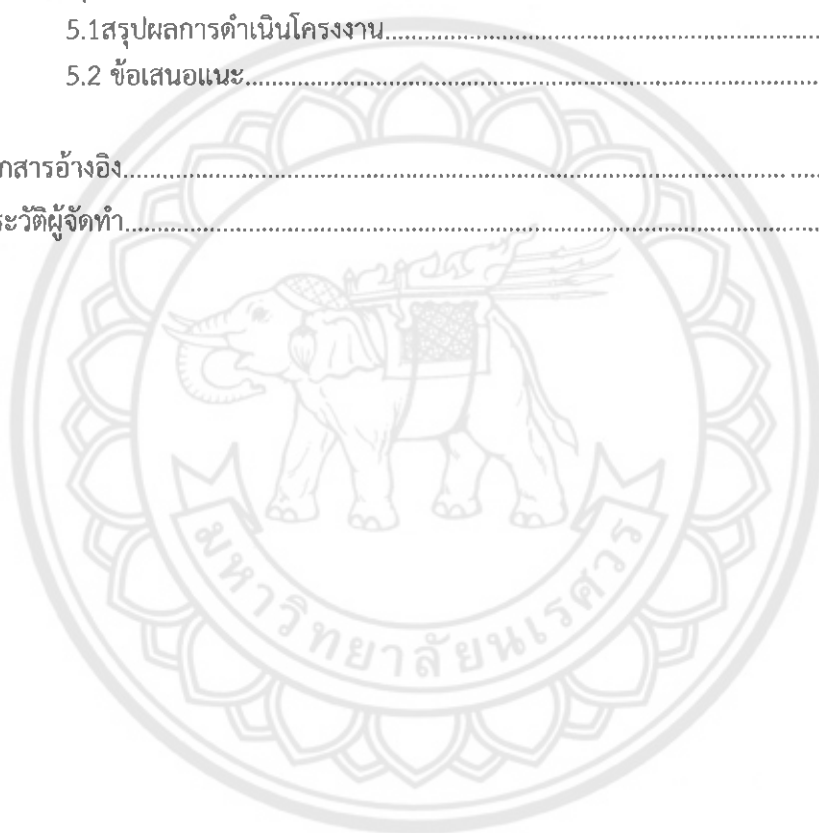 5.1สรุปผลการดำเนินโครงงาน
5.2 ข้อเสนอแนะ
กสารอ้างอิง
ระวัติผู้จัดทำ
มหาวิทยาลัยนเรศวร